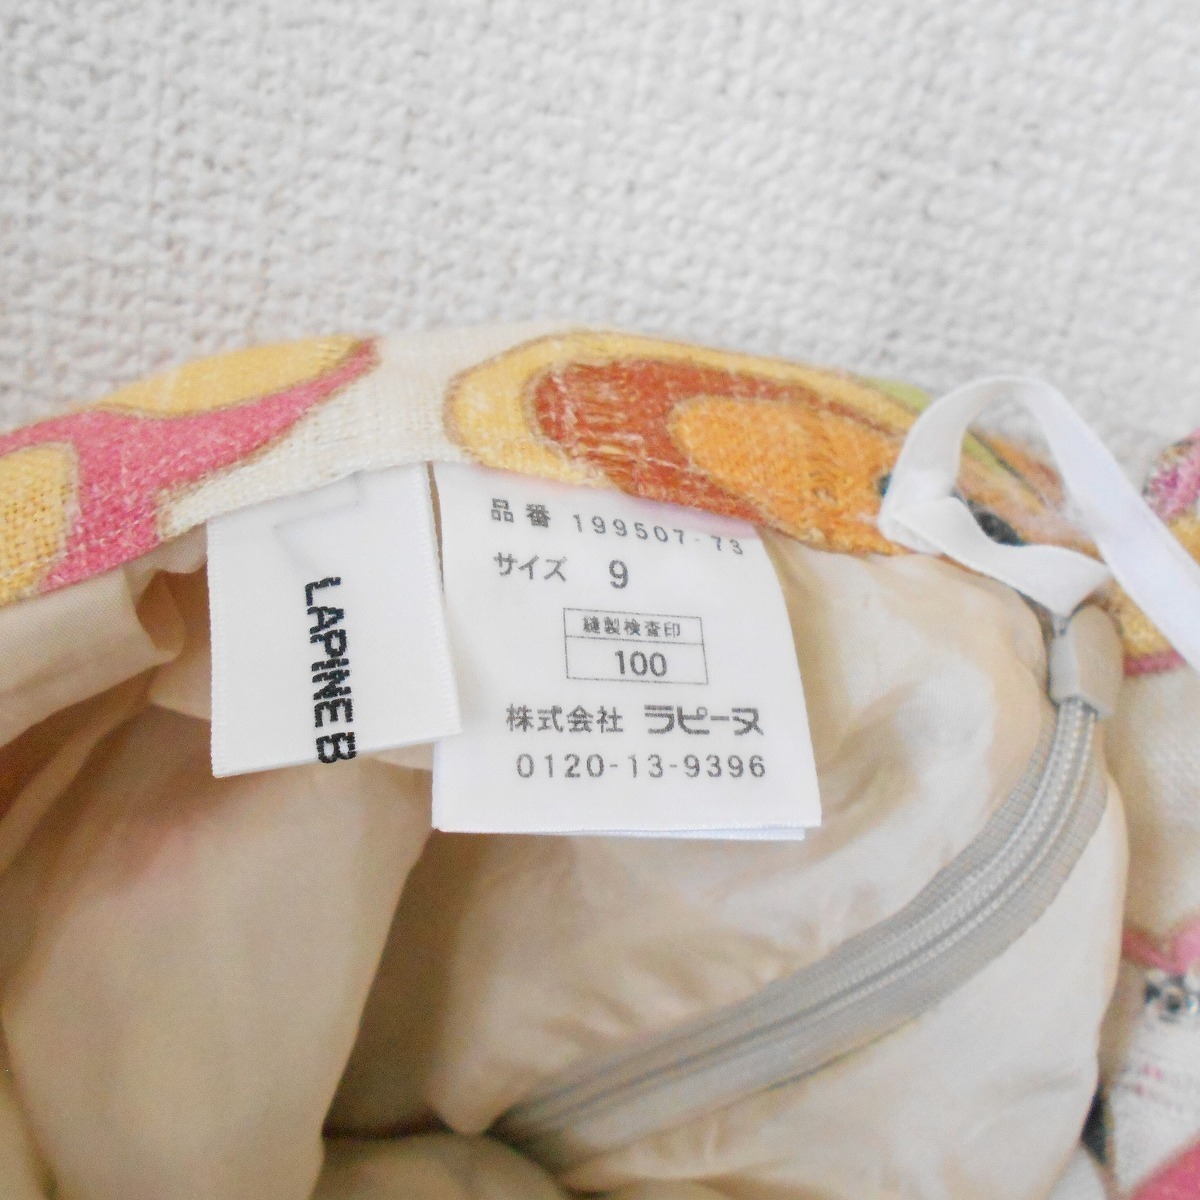 LAPINE B
品番 199507-73
サイズ 9
縫製検査印
100
株式会社 ラピーヌ
0120-13-9396